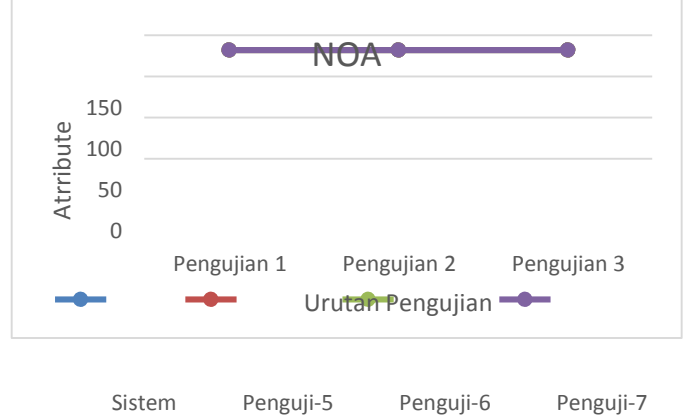 NOA
Atrribute
150
100
50
0
Pengujian 1 Pengujian 2 Pengujian 3
Urutan Pengujian
Sistem Penguji-5 Penguji-6 Penguji-7